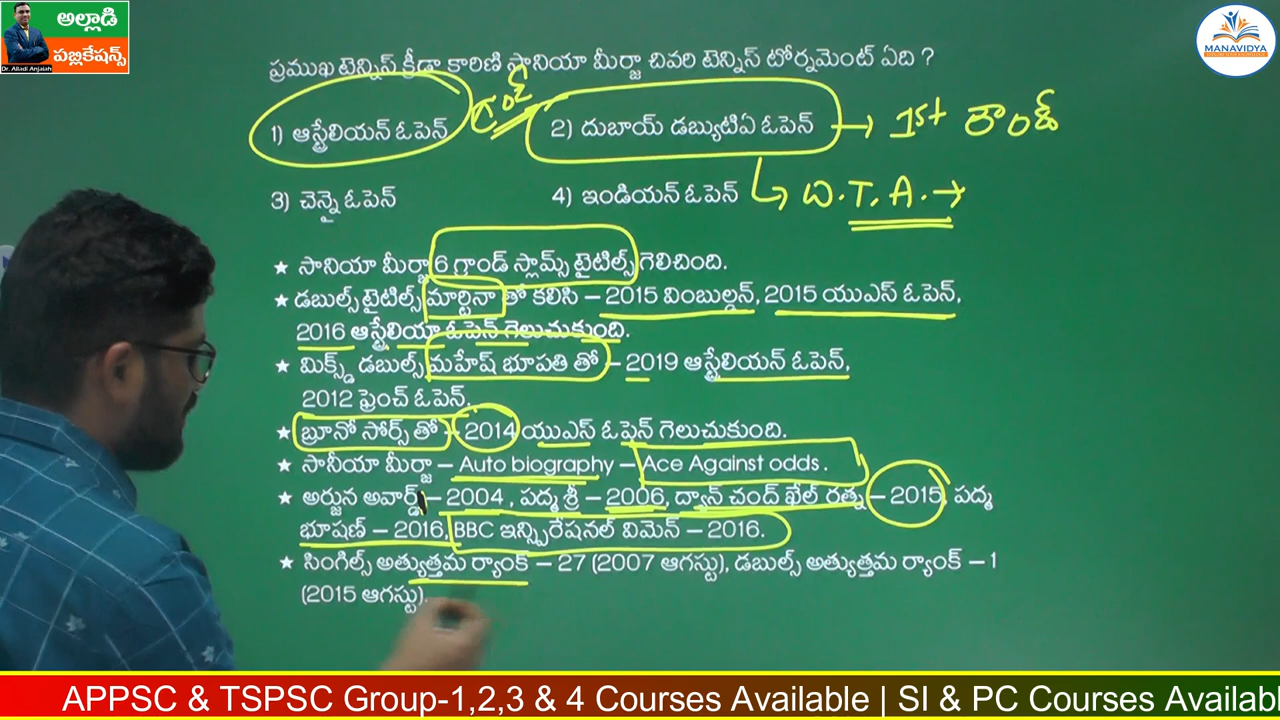 అల్లాడి
పబ్లికేషన్స్
Dr. Alladi Anjaiah
MANAVIDYA
ప్రముఖ టెన్నిస్ క్రీడా కారిణి సానియా మీర్జా చివరి టెన్నిస్ టోర్నమెంట్ ఏది ?
1) ఆస్ట్రేలియన్ ఓపెన్
2) దుబాయ్ డబ్యుటిఏ ఓపెన్ → 1st రౌండ్
3) చెన్నై ఓపెన్
4) ఇండియన్ ఓపెన్
W.T.A. →
★ సానియా మీర్జా 6 గ్రాండ్ స్లామ్స్ టైటిల్స్ గెలిచింది.
★ డబుల్స్ టైటిల్స్ మార్టినా తో కలిసి – 2015 వింబుల్డన్, 2015 యుఎస్ ఓపెన్,
2016 ఆస్ట్రేలియా ఓపెన్ గెలుచుకుంది.
★ మిక్స్డ్ డబుల్స్ మహేష్ భూపతి తో – 2019 ఆస్ట్రేలియన్ ఓపెన్,
2012 ఫ్రెంచ్ ఓపెన్.
★ బ్రూనో సోర్స్ తో – 2014 యుఎస్ ఓపెన్ గెలుచుకుంది.
★ సానీయా మీర్జా – Auto biography – Ace Against odds .
★ అర్జున అవార్డ్ – 2004 , పద్మ శ్రీ – 2006, ధ్యాన్ చంద్ ఖేల్ రత్న – 2015, పద్మ
భూషణ్ – 2016, BBC ఇన్స్పిరేషనల్ విమెన్ – 2016.
★ సింగిల్స్ అత్యుత్తమ ర్యాంక్ – 27 (2007 ఆగస్టు), డబుల్స్ అత్యుత్తమ ర్యాంక్ – 1
(2015 ఆగస్టు).
APPSC & TSPSC Group-1,2,3 & 4 Courses Available | SI & PC Courses Availabl